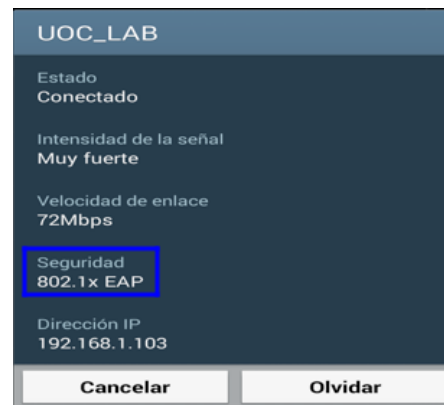 UOC_LAB
Estado
Conectado
Intensidad de la señal
Muy fuerte
Velocidad de enlace
72Mbps
Seguridad
802.1x EAP
Dirección IP
192.168.1.103
Cancelar
Olvidar